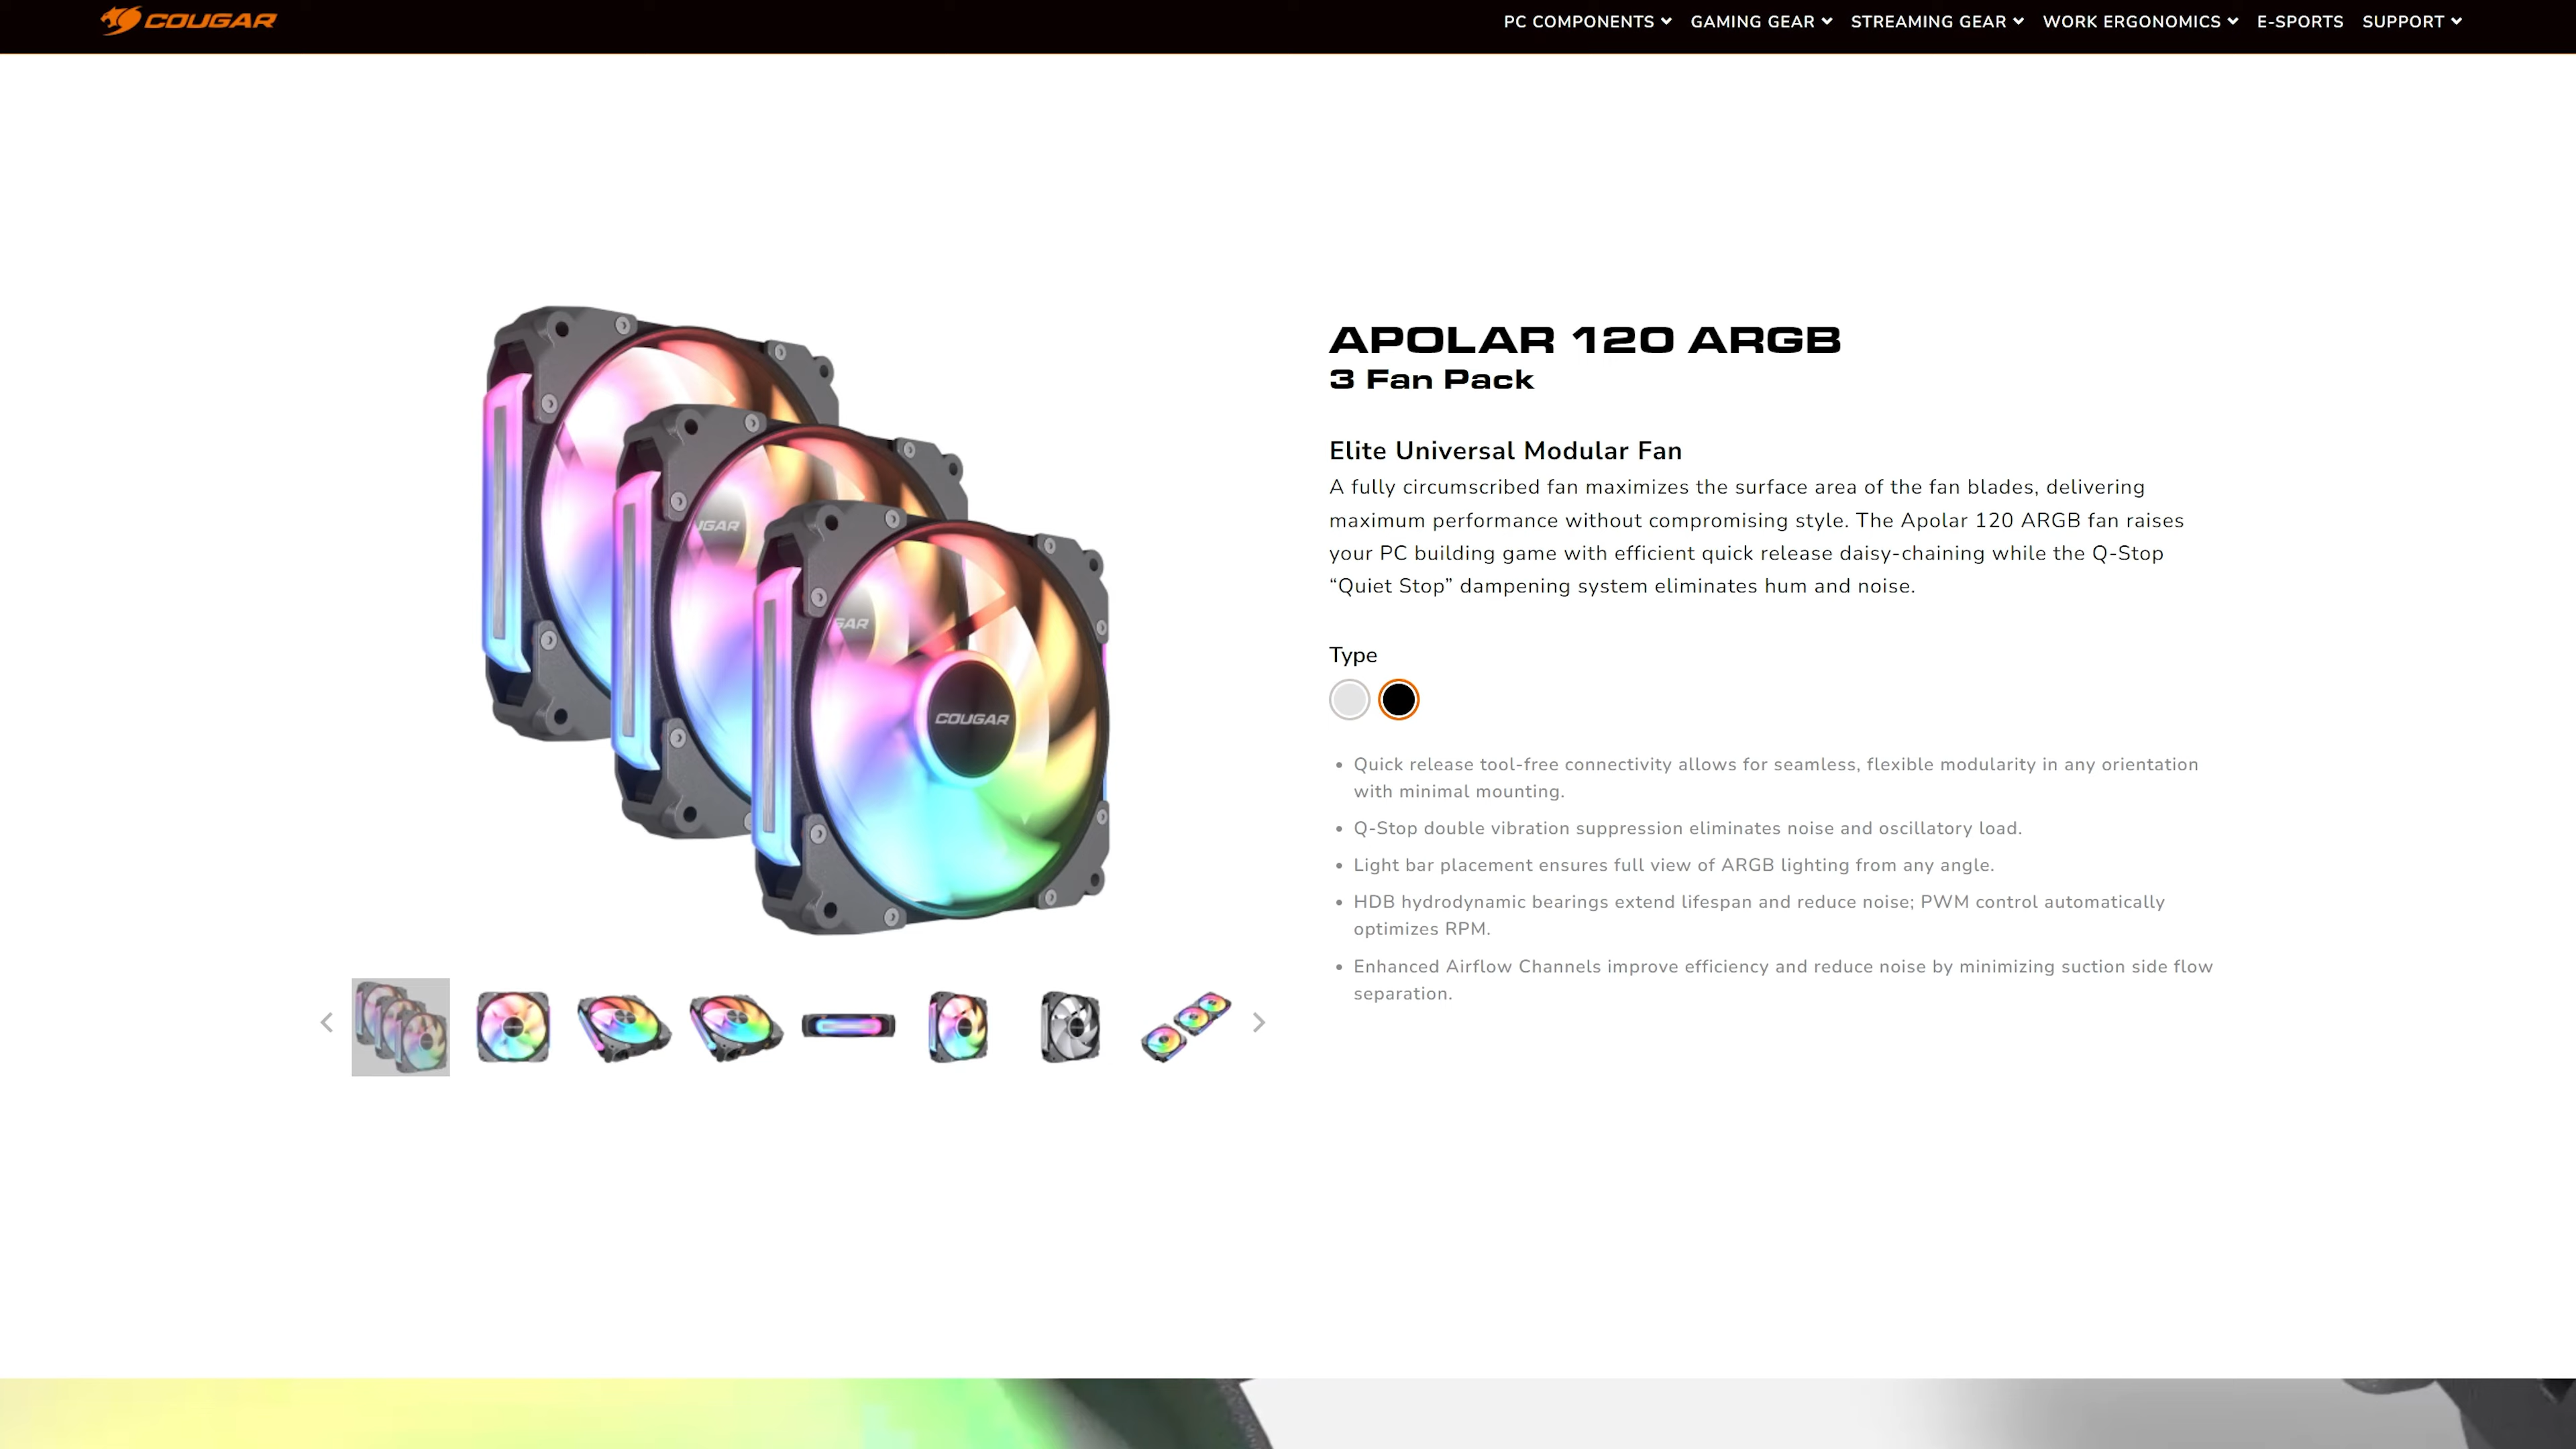 COUGAR
PC COMPONENTS GAMING GEAR STREAMING GEAR WORK ERGONOMICS E-SPORTS SUPPORT
APOLAR 120 ARGB
3 Fan Pack
Elite Universal Modular Fan
A fully circumscribed fan maximizes the surface area of the fan blades, delivering
maximum performance without compromising style. The Apolar 120 ARGB fan raises
your PC building game with efficient quick release daisy-chaining while the Q-Stop
“Quiet Stop” dampening system eliminates hum and noise.
Type
Quick release tool-free connectivity allows for seamless, flexible modularity in any orientation
with minimal mounting.
Q-Stop double vibration suppression eliminates noise and oscillatory load.
Light bar placement ensures full view of ARGB lighting from any angle.
HDB hydrodynamic bearings extend lifespan and reduce noise; PWM control automatically
optimizes RPM.
Enhanced Airflow Channels improve efficiency and reduce noise by minimizing suction side flow
separation.
UGAR
GAR
COUGAR